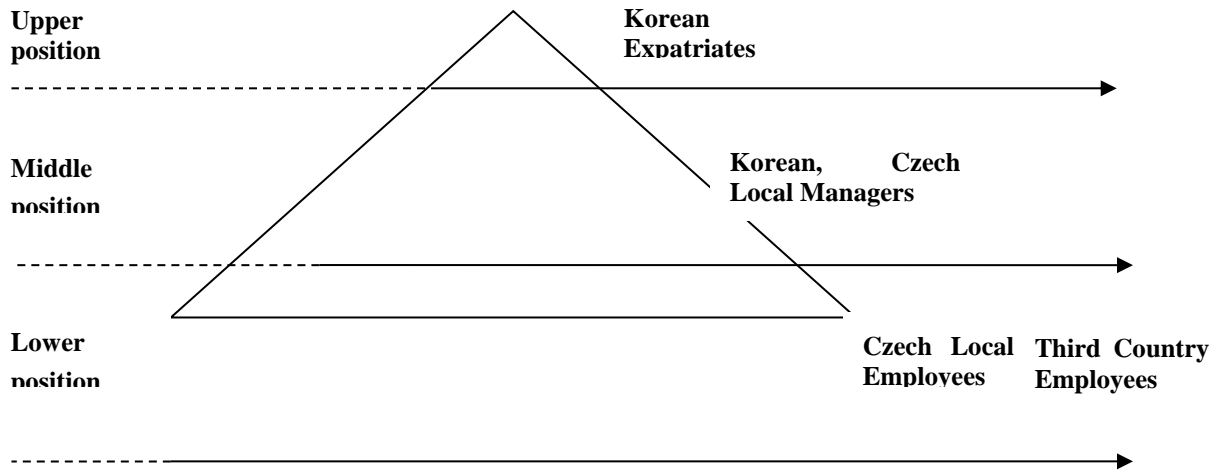 Upper
position
Korean
Expatriates
Middle
position
Korean, Czech
Local Managers
Lower
position
Czech Local
Employees
Third Country
Employees